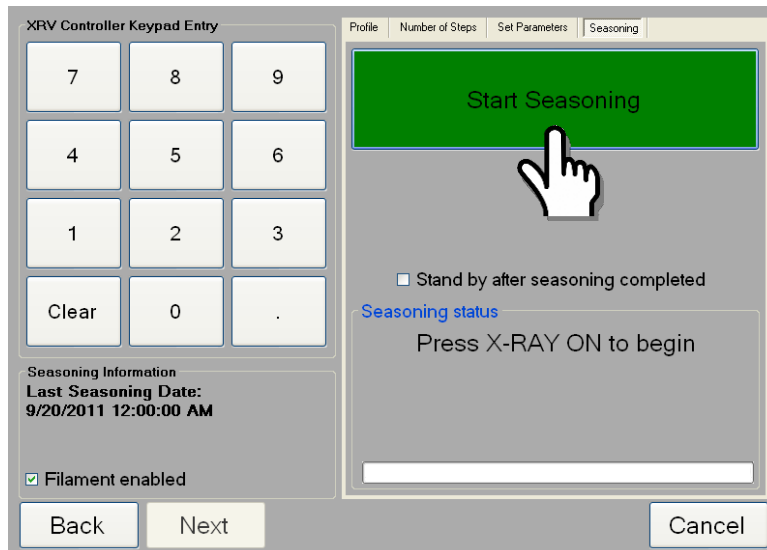 XRV Controller Keypad Entry
7 8 9
4 5 6
1 2 3
Clear 0 .
Seasoning Information
Last Seasoning Date:
9/20/2011 12:00:00 AM
Filament enabled
Profile Number of Steps Set Parameters Seasoning
Start Seasoning
Stand by after seasoning completed
Seasoning status
Press X-RAY ON to begin
Back Next Cancel